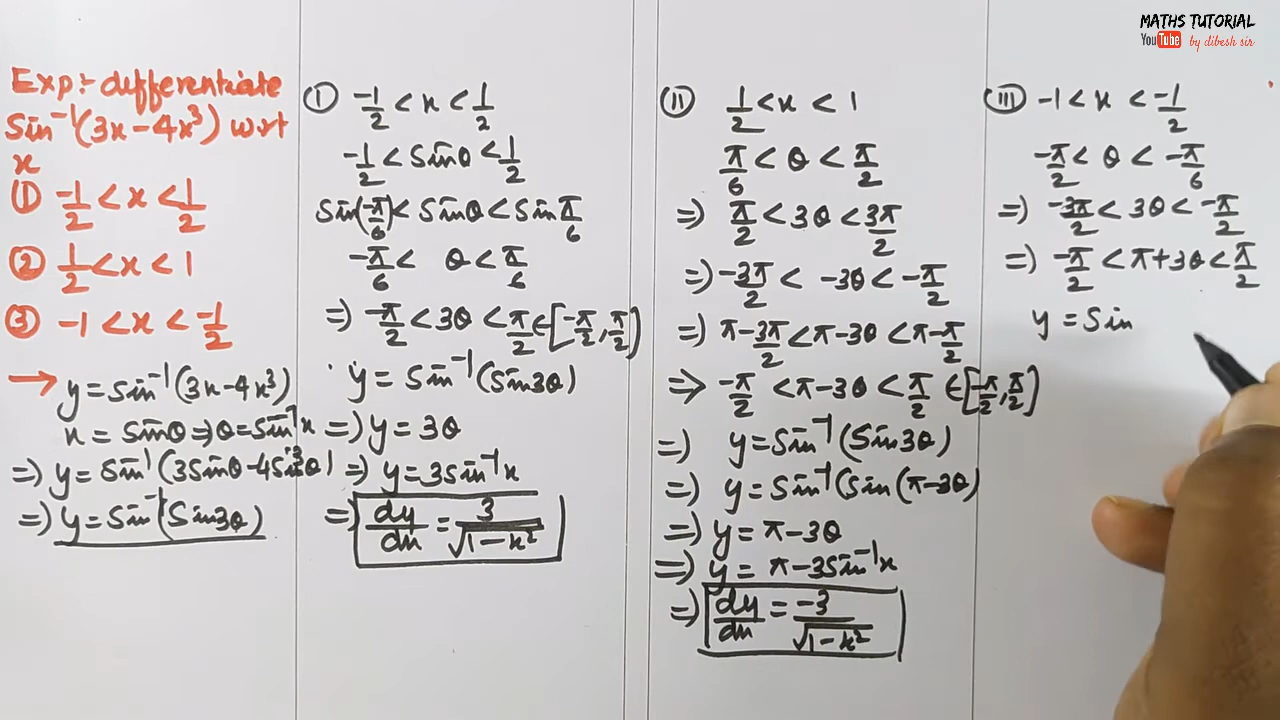 MATHS TUTORIAL
YouTube by dibesh sir
Exp:- differentiate
Sin⁻¹(3x-4x³) w.r.t
x
① -1/2 < x < 1/2
② 1/2 < x < 1
③ -1 < x < -1/2
→ y = Sin⁻¹(3x-4x³)
x = Sinθ => θ = Sin⁻¹x
=> y = Sin⁻¹(3Sinθ-4Sin³θ)
=> y = Sin⁻¹(Sin3θ)
Ⓘ -1/2 < x < 1/2
-1/2 < Sinθ < 1/2
Sin(-π/6) < Sinθ < Sin π/6
-π/6 < θ < π/6
=> -π/2 < 3θ < π/2 ∈ [-π/2, π/2]
y = Sin⁻¹(Sin3θ)
=> y = 3θ
=> y = 3Sin⁻¹x
=> dy/dx = 3/√1-x²
Ⅱ 1/2 < x < 1
π/6 < θ < π/2
=> π/2 < 3θ < 3π/2
=> -3π/2 < -3θ < -π/2
=> π-3π/2 < π-3θ < π-π/2
=> -π/2 < π-3θ < π/2 ∈ [-π/2, π/2]
=> y = Sin⁻¹(Sin3θ)
=> y = Sin⁻¹(Sin(π-3θ)
=> y = π-3θ
=> y = π-3Sin⁻¹x
=> dy/dx = -3/√1-x²
Ⅲ -1 < x < -1/2
-π/2 < θ < -π/6
=> -3π/2 < 3θ < -π/2
=> -π/2 < π+3θ < π/2
y = Sin